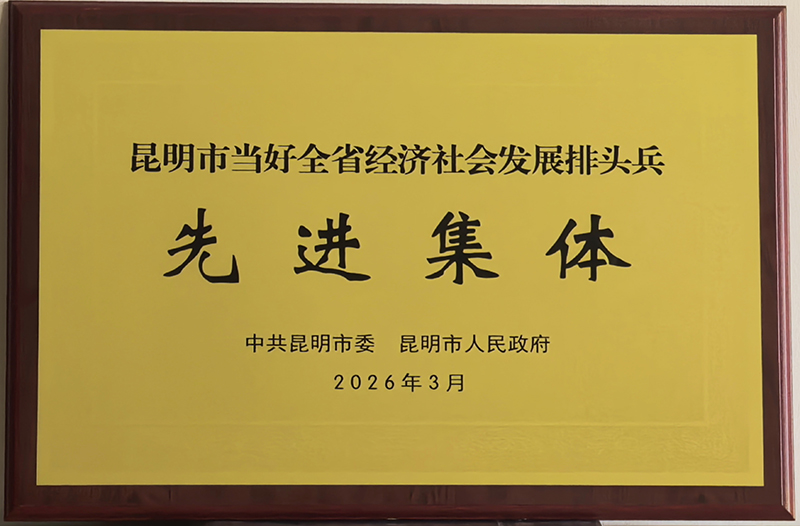 昆明市当好全省经济社会发展排头兵
先进集体
中共昆明市委 昆明市人民政府
2026年3月